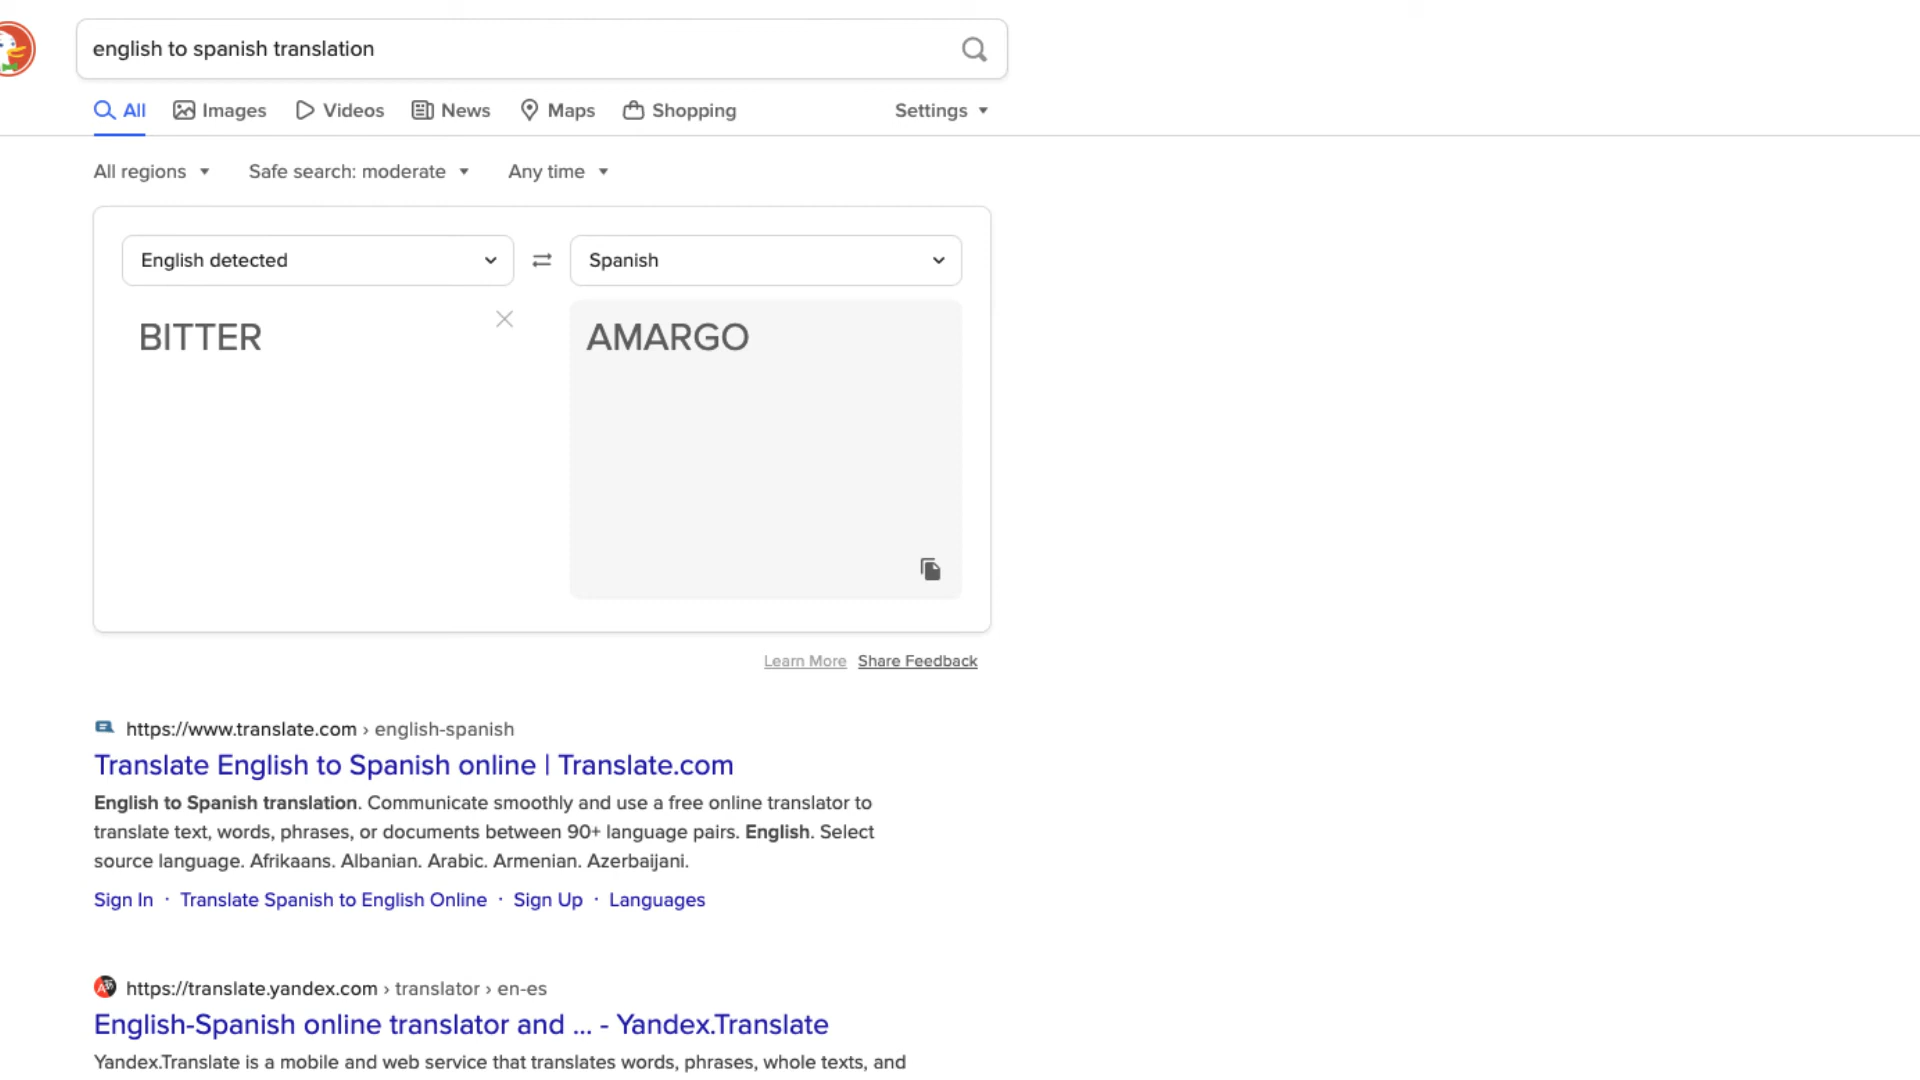 english to spanish translation
All Images Videos News Maps Shopping Settings
All regions Safe search: moderate Any time
English detected Spanish
BITTER AMARGO
Learn More Share Feedback
https://www.translate.com › english-spanish
Translate English to Spanish online | Translate.com
English to Spanish translation. Communicate smoothly and use a free online translator to
translate text, words, phrases, or documents between 90+ language pairs. English. Select
source language. Afrikaans. Albanian. Arabic. Armenian. Azerbaijani.
Sign In · Translate Spanish to English Online · Sign Up · Languages
https://translate.yandex.com › translator › en-es
English-Spanish online translator and ... - Yandex.Translate
Yandex.Translate is a mobile and web service that translates words, phrases, whole texts, and